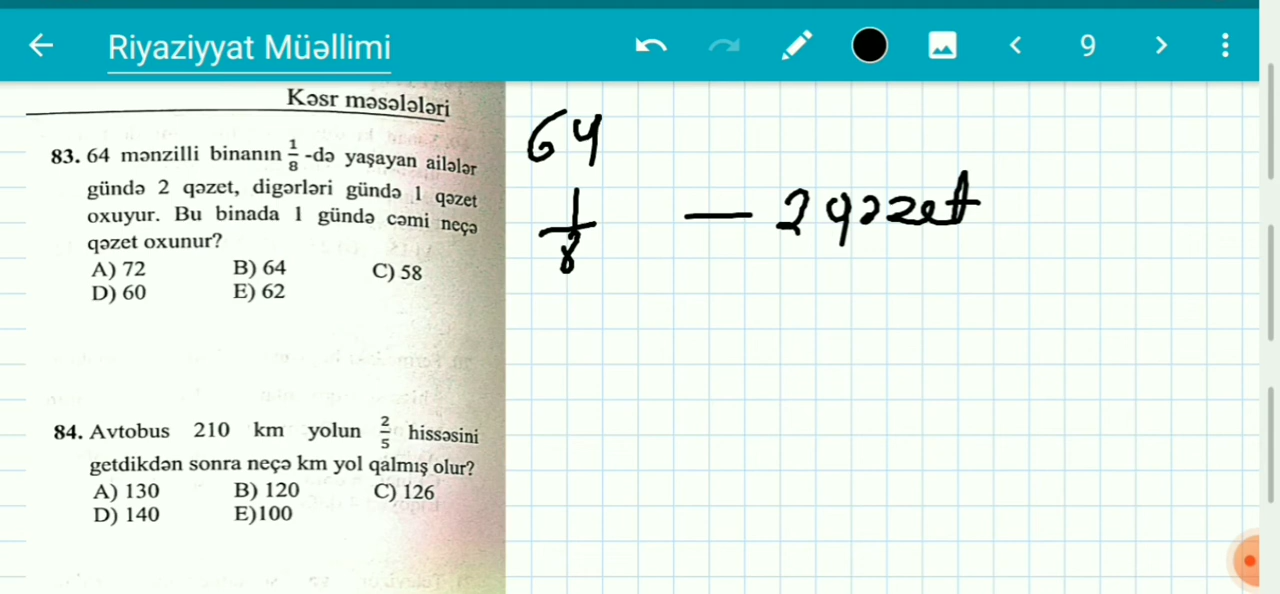 Riyaziyyat Müəllimi
9
Kəsr məsələləri
83. 64 mənzilli binanın 1/8 -də yaşayan ailələr
gündə 2 qəzet, digərləri gündə 1 qəzet
oxuyur. Bu binada 1 gündə cəmi neçə
qəzet oxunur?
A) 72 B) 64 C) 58
D) 60 E) 62
84. Avtobus 210 km yolun 2/5 hissəsini
getdikdən sonra neçə km yol qalmış olur?
A) 130 B) 120 C) 126
D) 140 E)100
64
1/8 — 2 qəzet